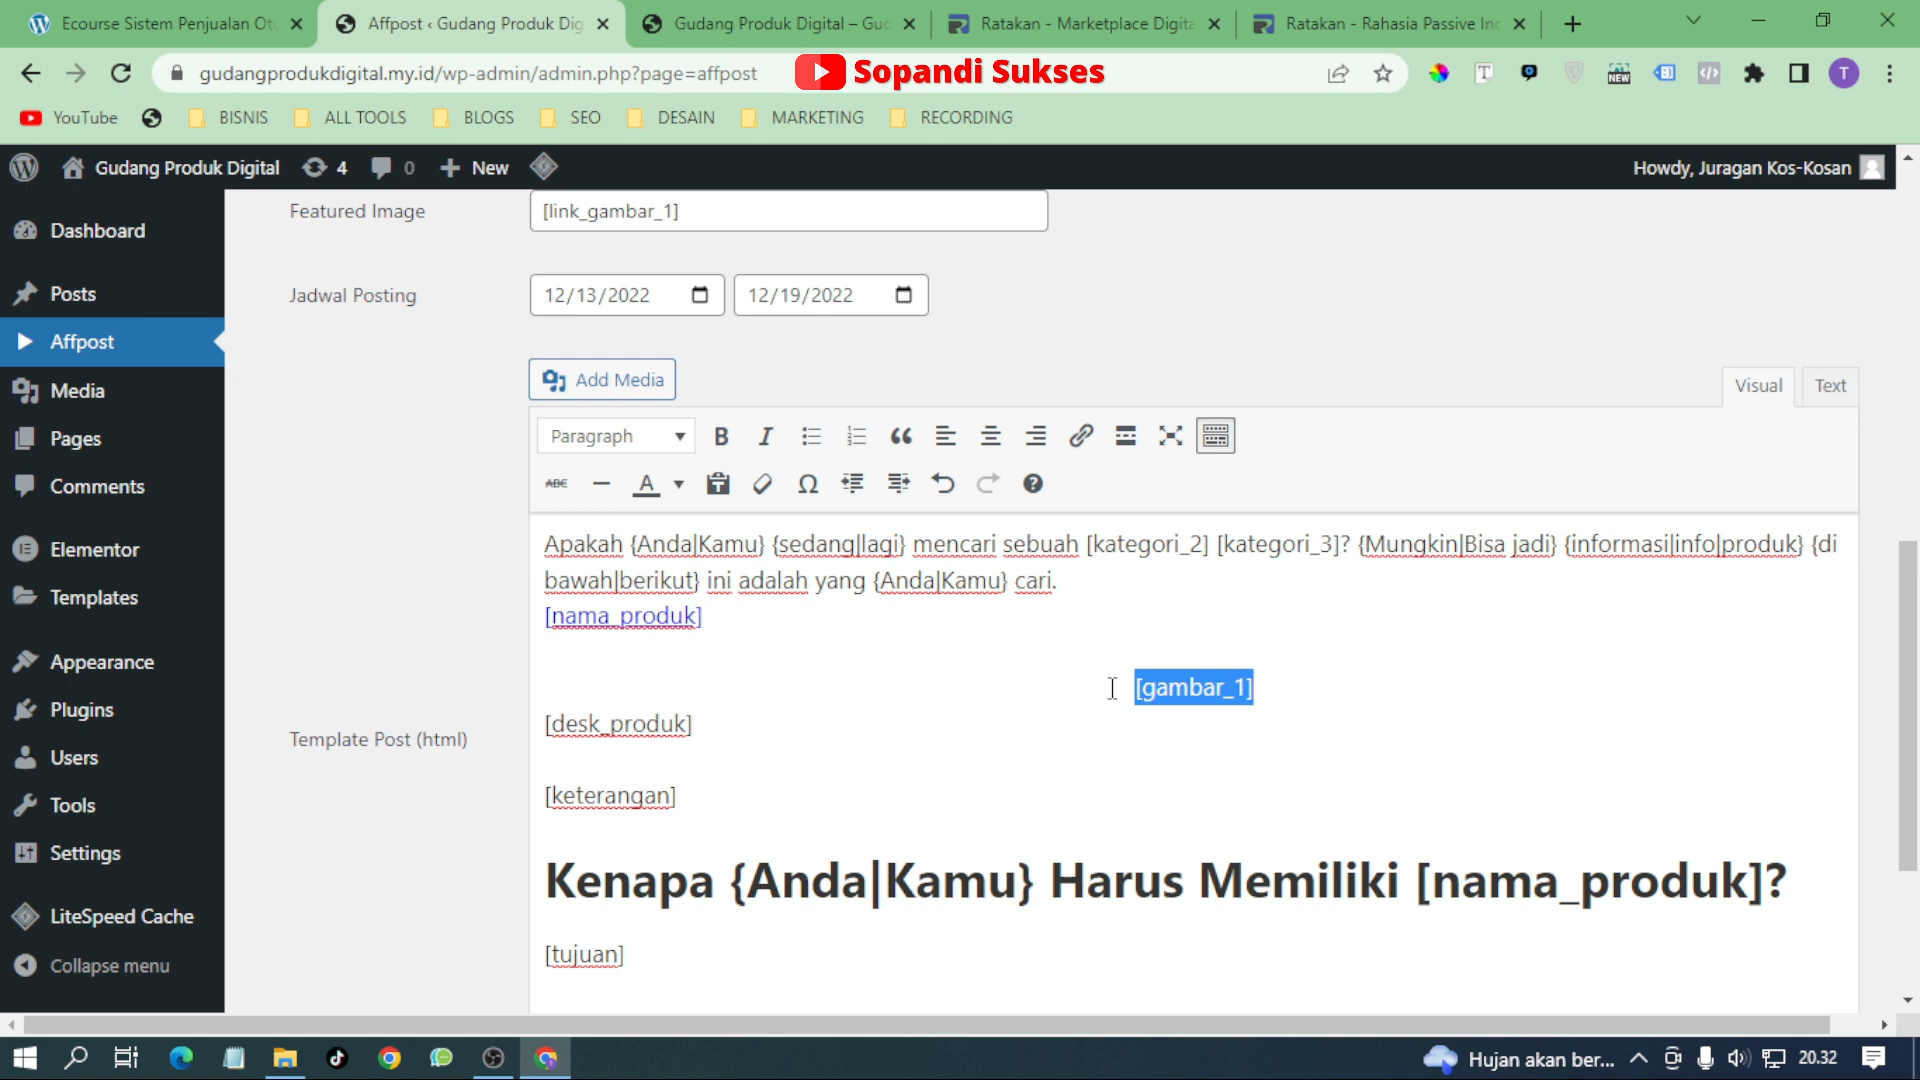 Ecourse Sistem Penjualan Oto
Affpost ‹ Gudang Produk Dig
Gudang Produk Digital – Gud
Ratakan - Marketplace Digita
Ratakan - Rahasia Passive Inc
gudangprodukdigital.my.id/wp-admin/admin.php?page=affpost
Sopandi Sukses
T
NEW
T
YouTube
BISNIS
ALL TOOLS
BLOGS
SEO
DESAIN
MARKETING
RECORDING
Gudang Produk Digital
4
0
New
Howdy, Juragan Kos-Kosan
Dashboard
Posts
Affpost
Media
Pages
Comments
Elementor
Templates
Appearance
Plugins
Users
Tools
Settings
LiteSpeed Cache
Collapse menu
Featured Image
[link_gambar_1]
Jadwal Posting
12/13/2022
12/19/2022
Add Media
Visual
Text
Paragraph
B I
ABC A
Template Post (html)
Apakah {Anda|Kamu} {sedang|lagi} mencari sebuah [kategori_2] [kategori_3]? {Mungkin|Bisa jadi} {informasi|info|produk} {di
bawah|berikut} ini adalah yang {Anda|Kamu} cari.
[nama_produk]
[gambar_1]
[desk_produk]
[keterangan]
Kenapa {Anda|Kamu} Harus Memiliki [nama_produk]?
[tujuan]
Hujan akan ber...
20.32